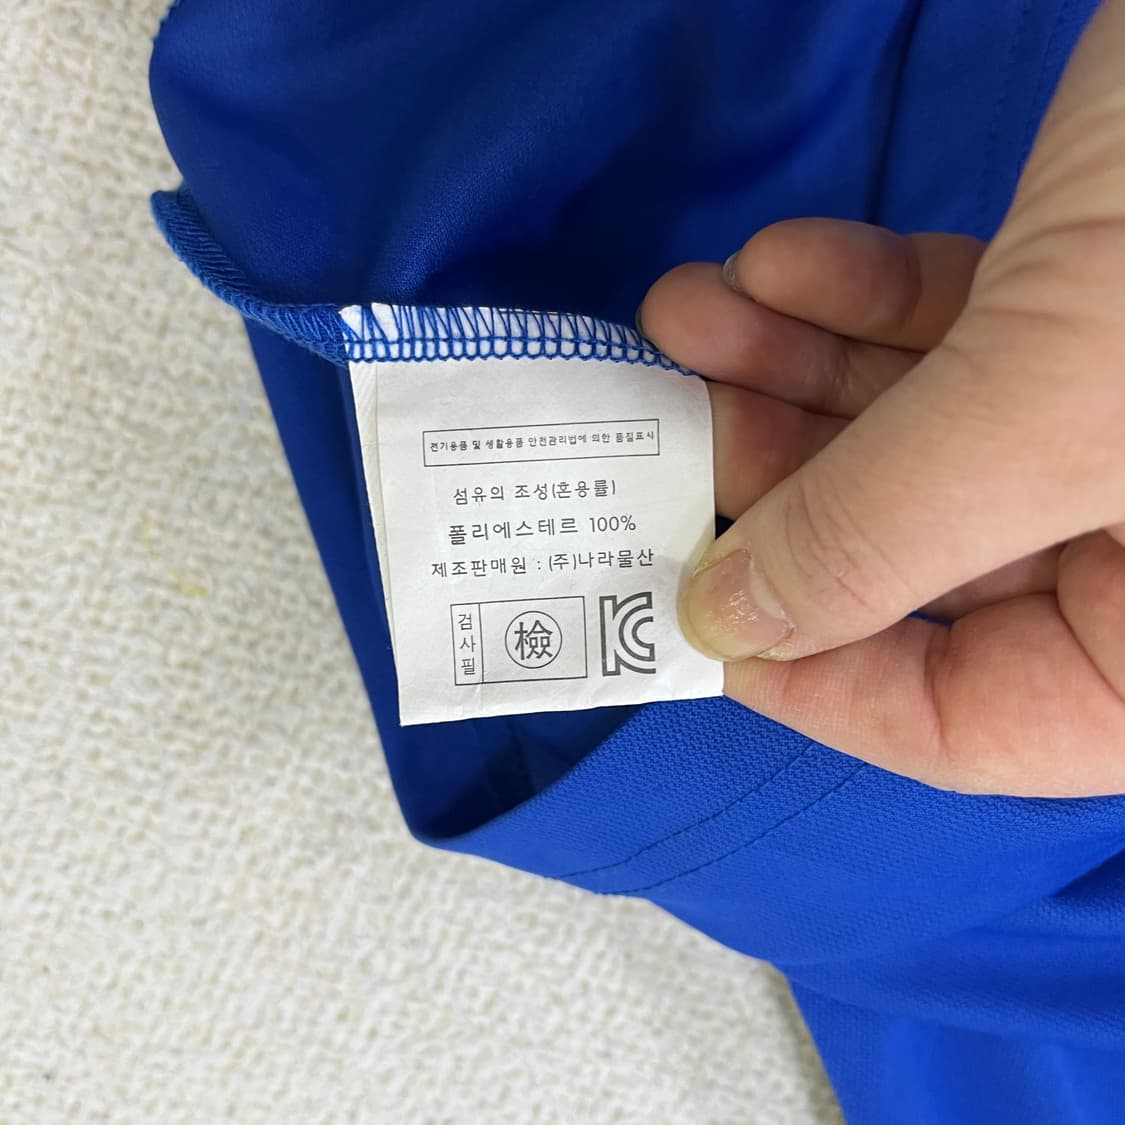 전기용품 및 생활용품 안전관리법에 의한 품질표시
섬유의 조성(혼용률)
폴리에스테르 100%
제조판매원 : (주)나라물산
검사필
檢
KC